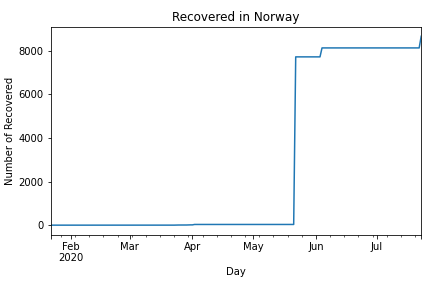 Recovered in Norway
Number of Recovered
8000
6000
4000
2000
0
Feb
2020
Mar
Apr
May
Jun
Jul
Day